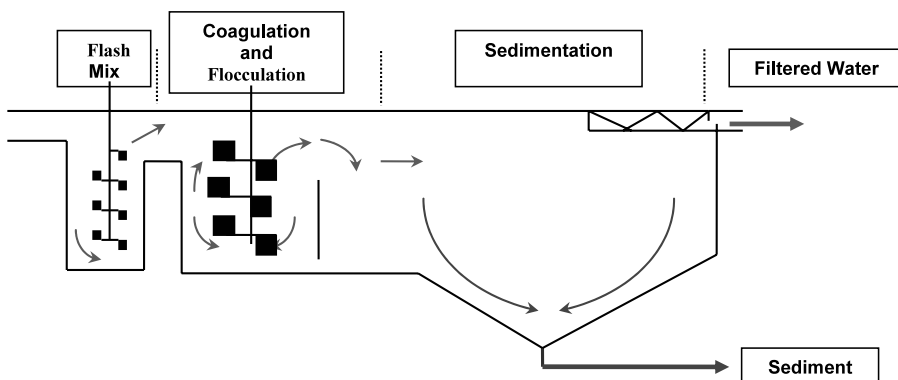 Flash
Mix
Coagulation
and
Flocculation
Sedimentation
Filtered Water
Sediment